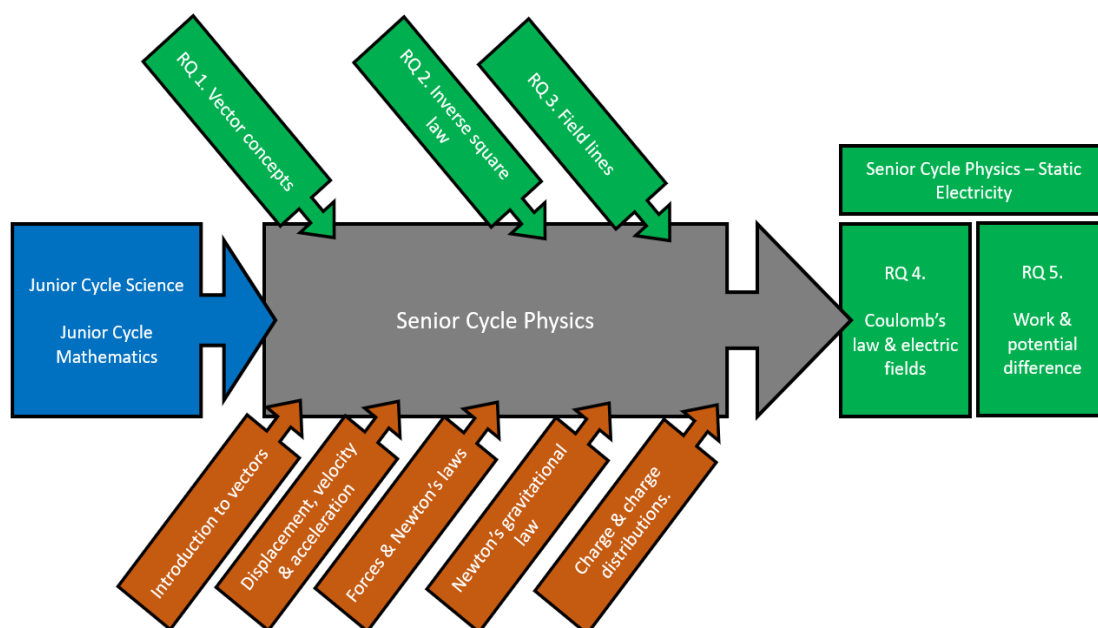 RQ 1. Vector concepts
RQ 2. Inverse square
law
RQ 3. Field lines
Senior Cycle Physics – Static
Electricity
Junior Cycle Science
Junior Cycle
Mathematics
Senior Cycle Physics
RQ 4.
Coulomb's
law & electric
fields
RQ 5.
Work &
potential
difference
Introduction to vectors
Displacement, velocity
& acceleration
Forces & Newton's laws
Newton's gravitational
law
Charge & charge
distributions.